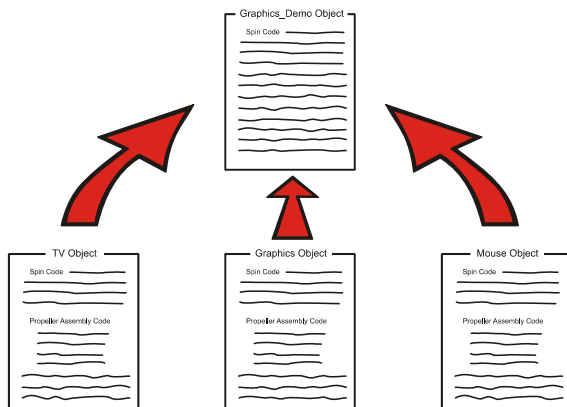 Graphics_Demo Object
Spin Code
TV Object
Spin Code
Propeller Assembly Code
Graphics Object
Spin Code
Propeller Assembly Code
Mouse Object
Spin Code
Propeller Assembly Code